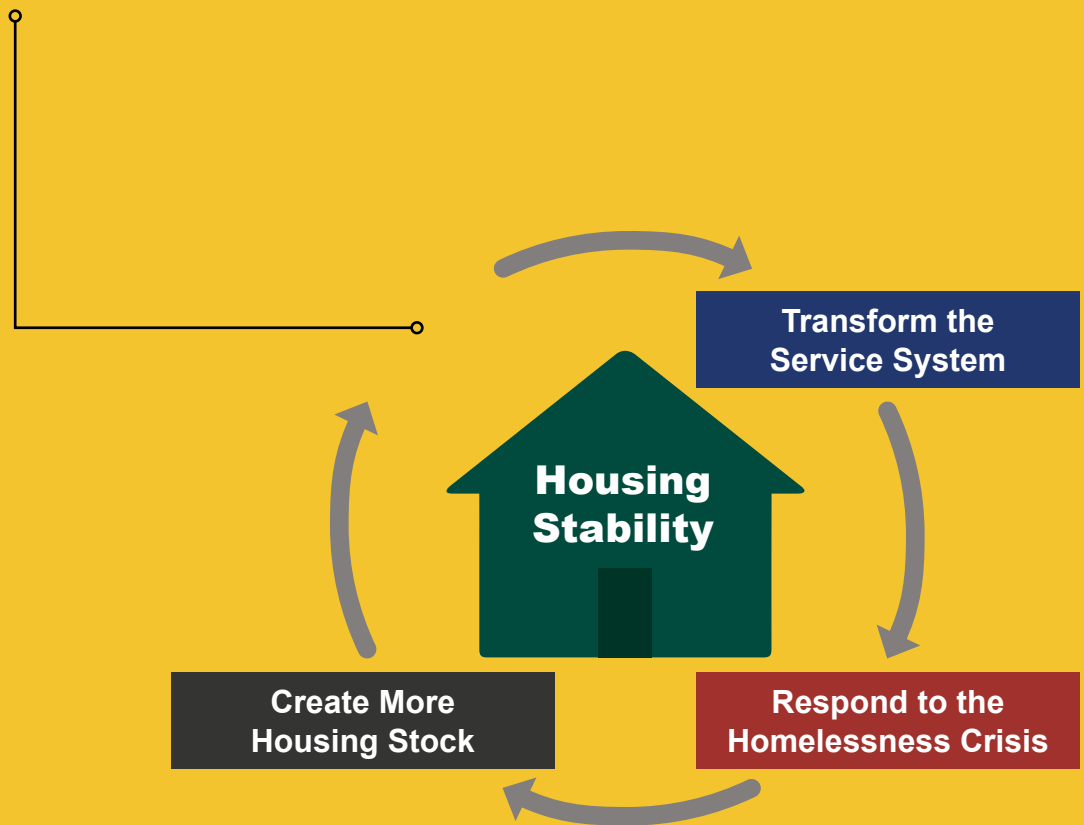 Transform the
Service System
Housing
Stability
Create More
Housing Stock
Respond to the
Homelessness Crisis